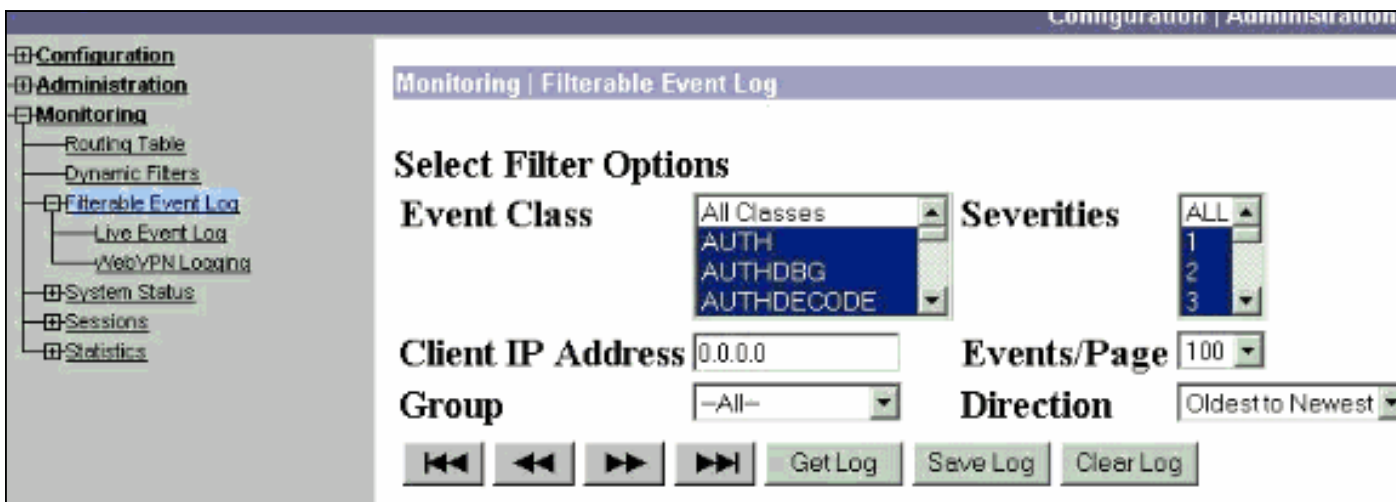 Configuration | Administration
Configuration
Administration
Monitoring
Routing Table
Dynamic Filters
Filterable Event Log
Live Event Log
WebVPN Logging
System Status
Sessions
Statistics
Monitoring | Filterable Event Log
Select Filter Options
Event Class
All Classes
AUTH
AUTHDBG
AUTHDECODE
Severities
ALL
1
2
3
Client IP Address 0.0.0.0
Events/Page 100
Group --All--
Direction Oldest to Newest
Get Log Save Log Clear Log